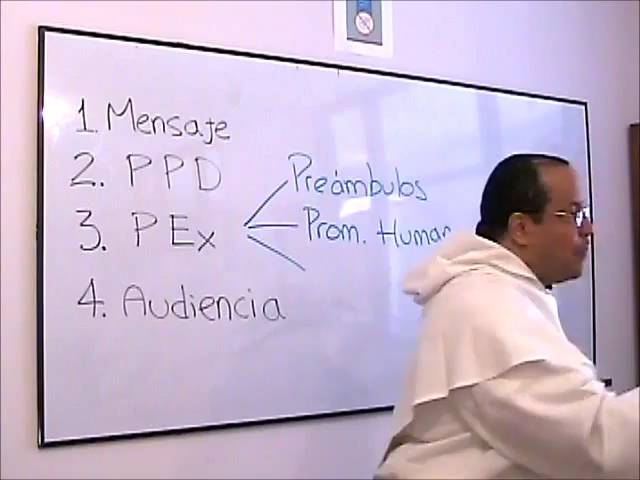 1 Mensaje
2. PPD
3. PEx
Preámbulos
Prom. Human
4. Audiencia